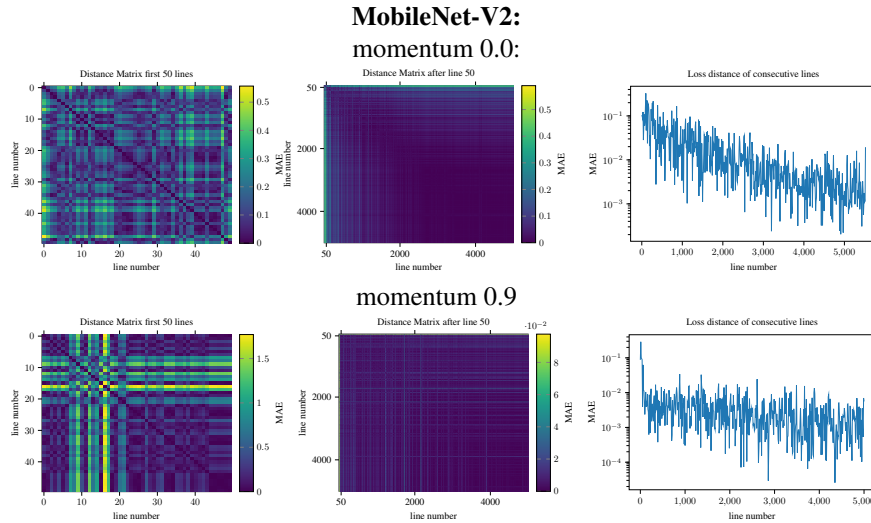 MobileNet-V2:
momentum 0.0:
Distance Matrix first 50 lines
0
10
20
30
40
0 20 40
line number
line number
0
0.1
0.2
0.3
0.4
0.5
MAE
Distance Matrix after line 50
50
2000
4000
50 2000 4000
line number
line number
0
0.1
0.2
0.3
0.4
0.5
MAE
Loss distance of consecutive lines
10⁻¹
10⁻²
10⁻³
MAE
0 1,000 2,000 3,000 4,000 5,000
line number
momentum 0.9
Distance Matrix first 50 lines
0
10
20
30
40
0 20 40
line number
line number
0
0.5
1
1.5
MAE
Distance Matrix after line 50
·10⁻²
50
2000
4000
50 2000 4000
line number
line number
0
2
4
6
8
MAE
Loss distance of consecutive lines
10⁻¹
10⁻²
10⁻³
10⁻⁴
MAE
0 1,000 2,000 3,000 4,000 5,000
line number